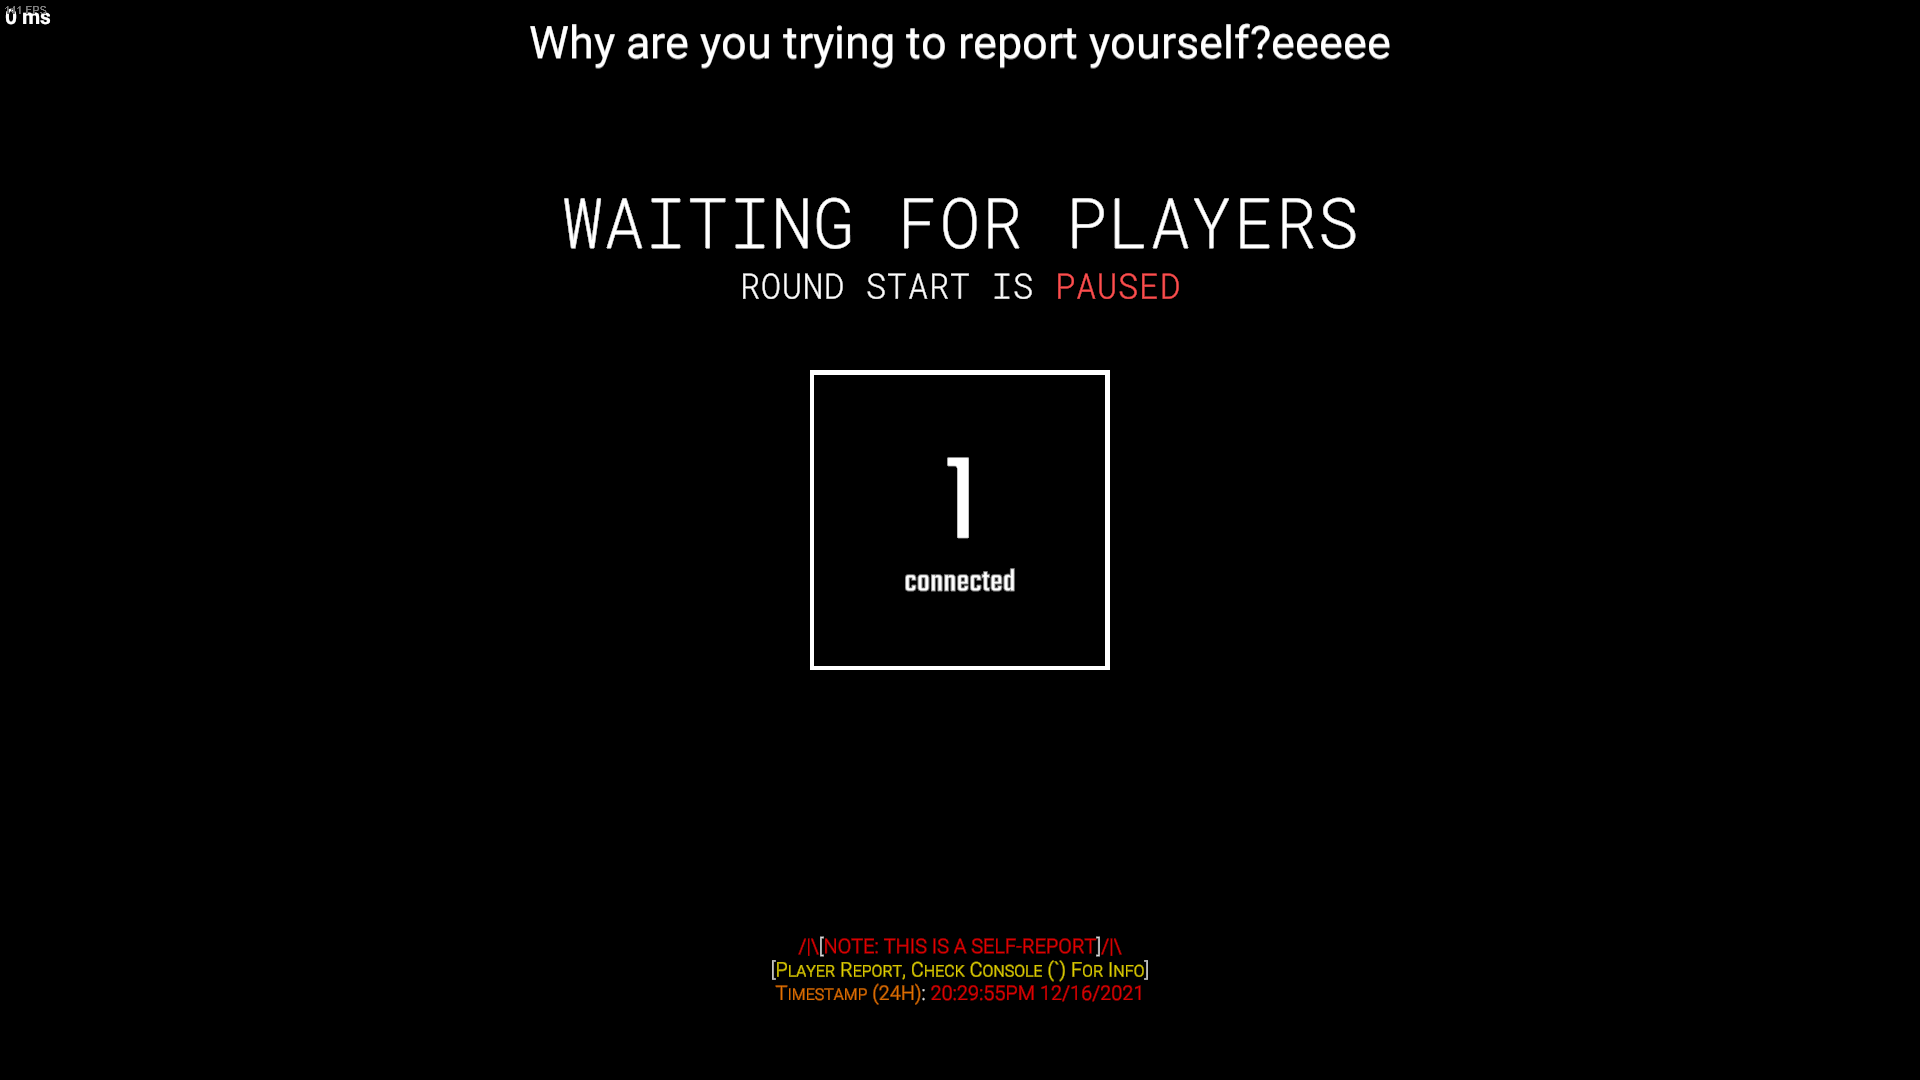 141 FPS
0 ms
Why are you trying to report yourself?eeeee
WAITING FOR PLAYERS
ROUND START IS PAUSED
1
connected
/|\[NOTE: THIS IS A SELF-REPORT]/|\
[Player Report, Check Console (`) For Info]
Timestamp (24H): 20:29:55PM 12/16/2021